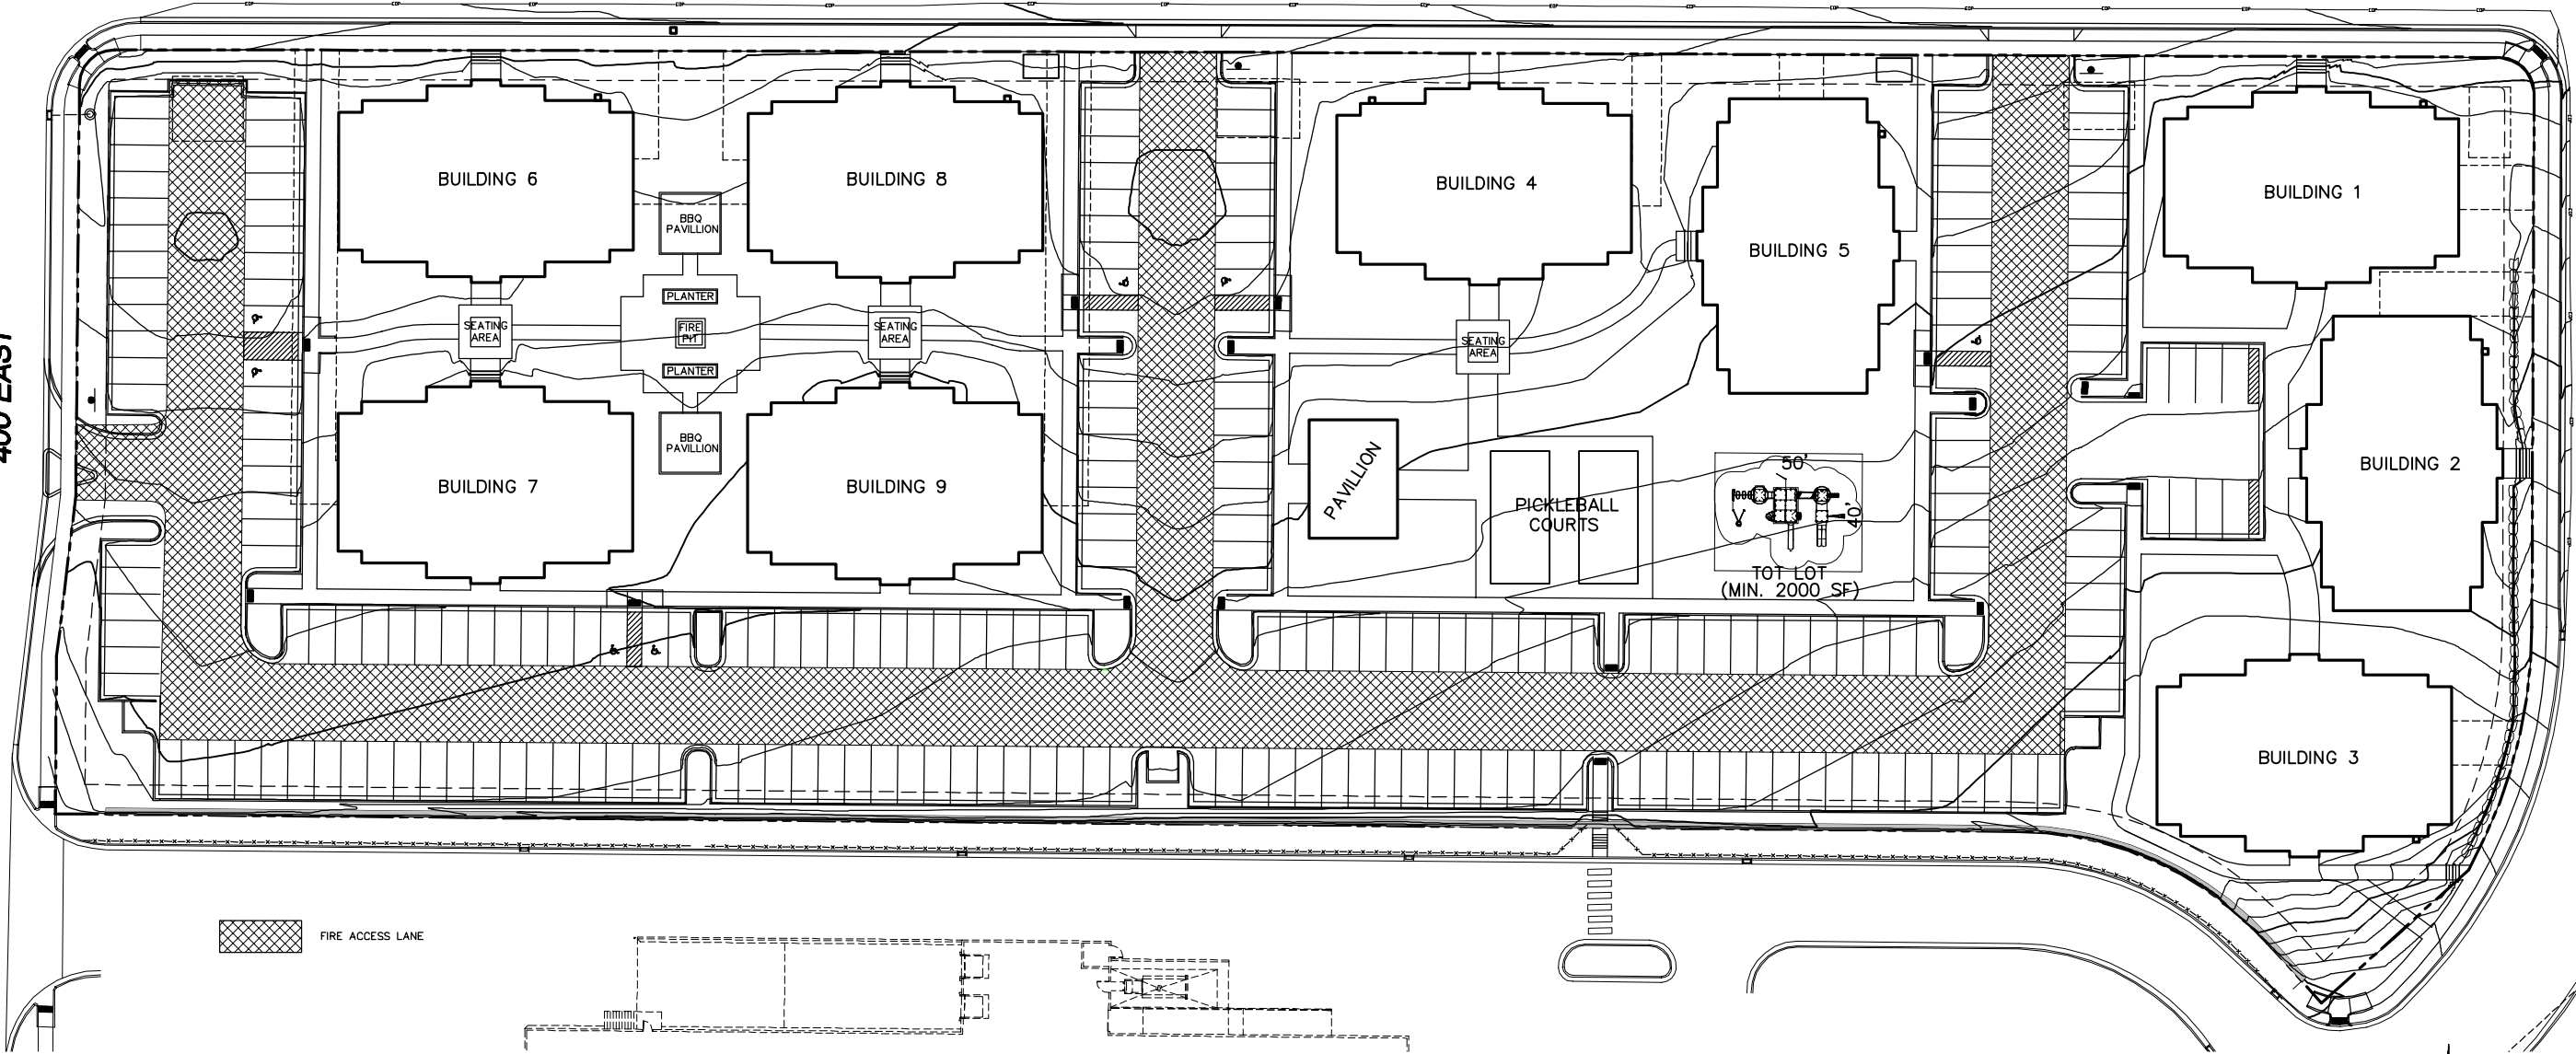 400 EAST
BUILDING 6
BUILDING 8
BUILDING 4
BUILDING 5
BUILDING 1
BBQ
PAVILLION
PLANTER
SEATING
AREA
FIRE
PIT
SEATING
AREA
SEATING
AREA
PLANTER
BBQ
PAVILLION
BUILDING 7
BUILDING 9
PAVILLION
PICKLEBALL
COURTS
50'
40'
TOT LOT
(MIN. 2000 SF)
BUILDING 2
BUILDING 3
FIRE ACCESS LANE